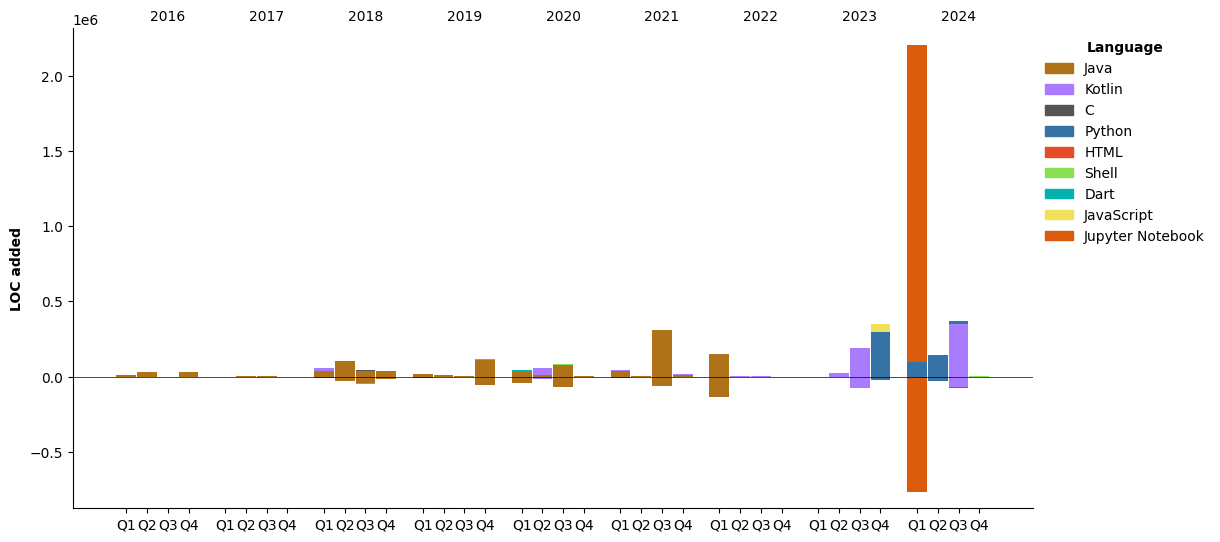 2016 2017 2018 2019 2020 2021 2022 2023 2024
1e6
2.0
1.5
1.0
0.5
0.0
−0.5
LOC added
Q1 Q2 Q3 Q4 Q1 Q2 Q3 Q4 Q1 Q2 Q3 Q4 Q1 Q2 Q3 Q4 Q1 Q2 Q3 Q4 Q1 Q2 Q3 Q4 Q1 Q2 Q3 Q4 Q1 Q2 Q3 Q4 Q1 Q2 Q3 Q4
Language
Java
Kotlin
C
Python
HTML
Shell
Dart
JavaScript
Jupyter Notebook